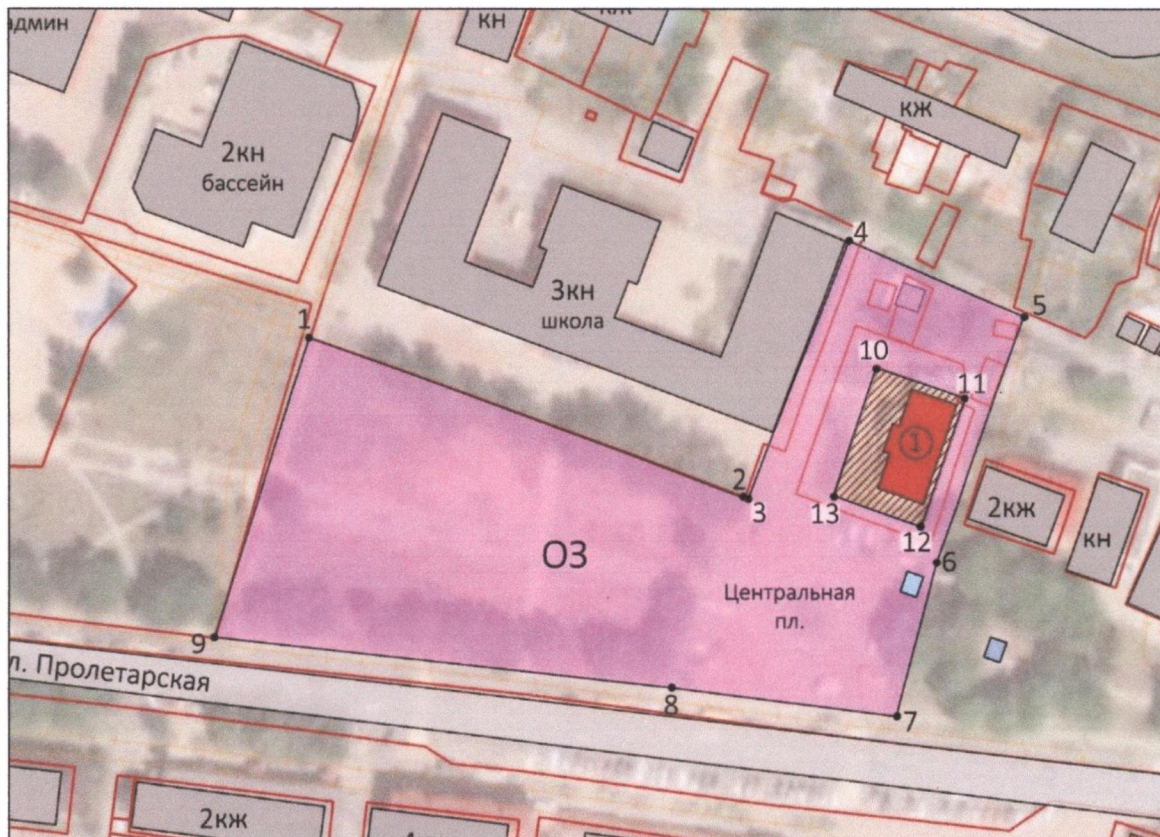 админ
кн
кж
2кн
бассейн
кж
3кн
школа
4
5
1
10
11
1
2
3
13
12
6
2кж
кн
ОЗ
Центральная
пл.
9
л. Пролетарская
8
7
2кж